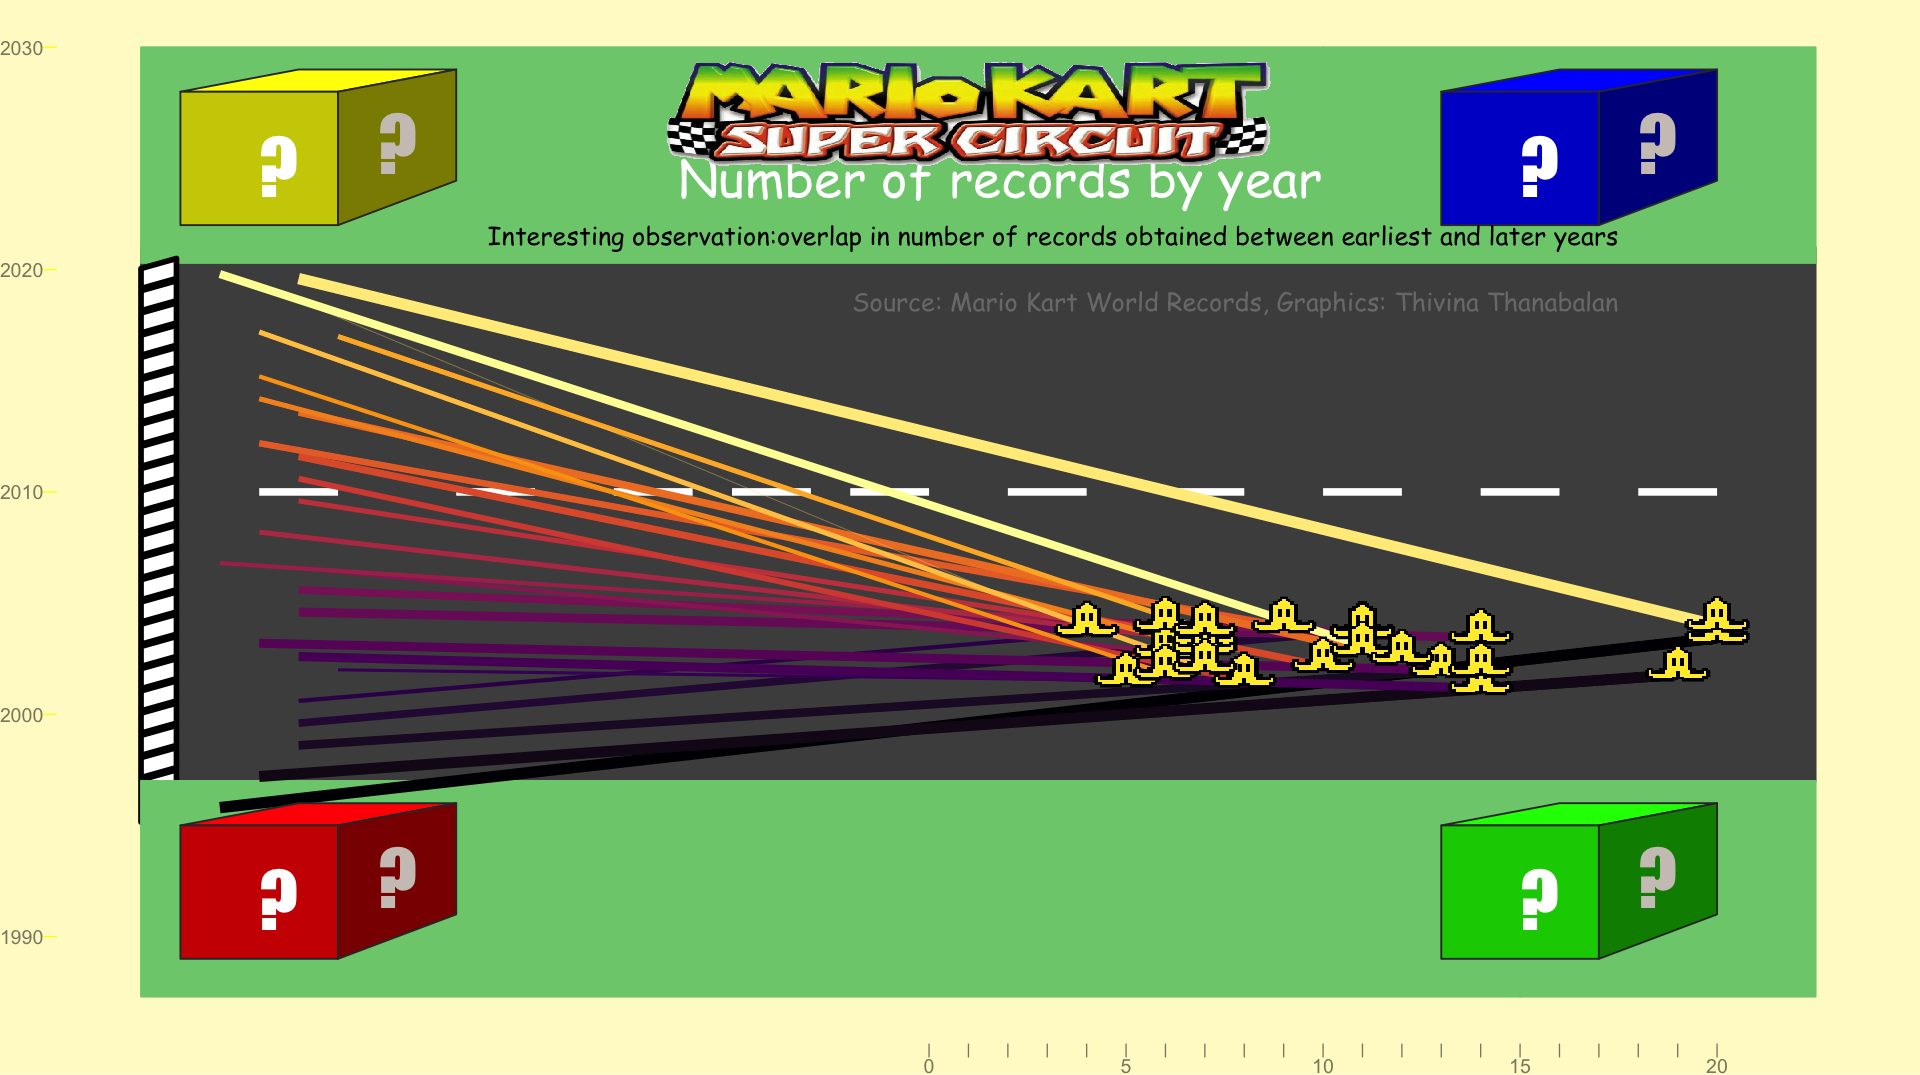 2030
MARIO KART
SUPER CIRCUIT
? ? ? ?
Number of records by year
Interesting observation:overlap in number of records obtained between earliest and later years
2020
Source: Mario Kart World Records, Graphics: Thivina Thanabalan
2010
2000
? ? ? ?
1990
0 5 10 15 20